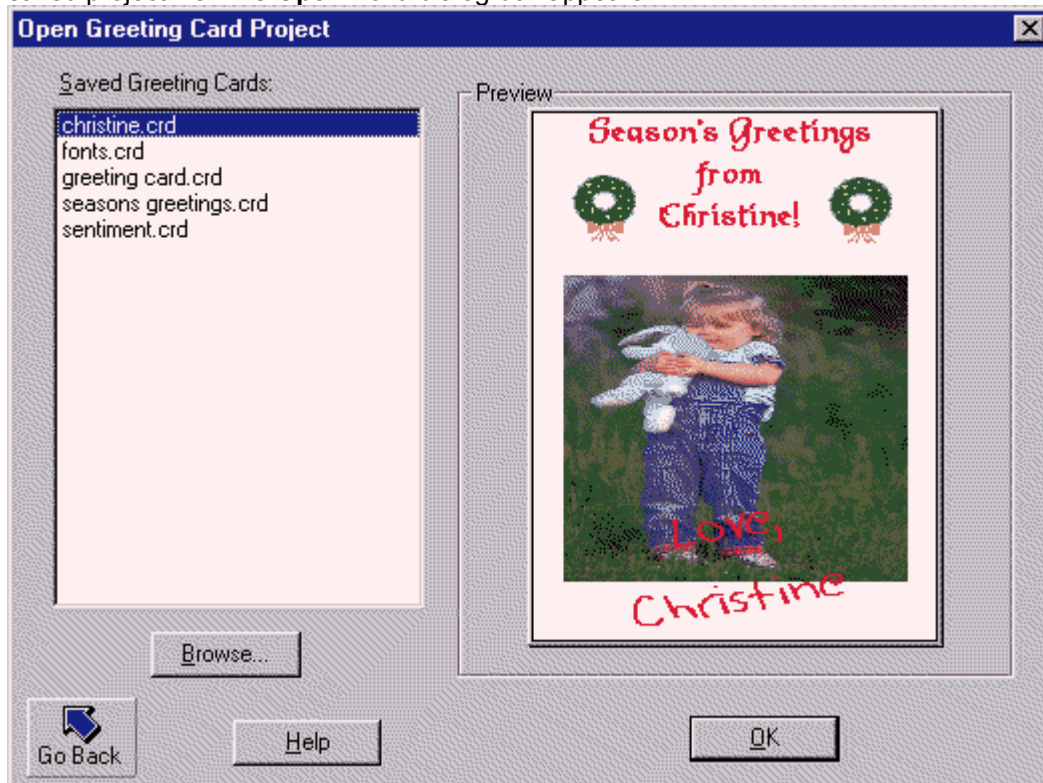 Open Greeting Card Project
Saved Greeting Cards:
christine.crd
fonts.crd
greeting card.crd
seasons greetings.crd
sentiment.crd
Browse...
Go Back
Help
Preview
Season's Greetings
from
Christine!
Love,
Christine
OK